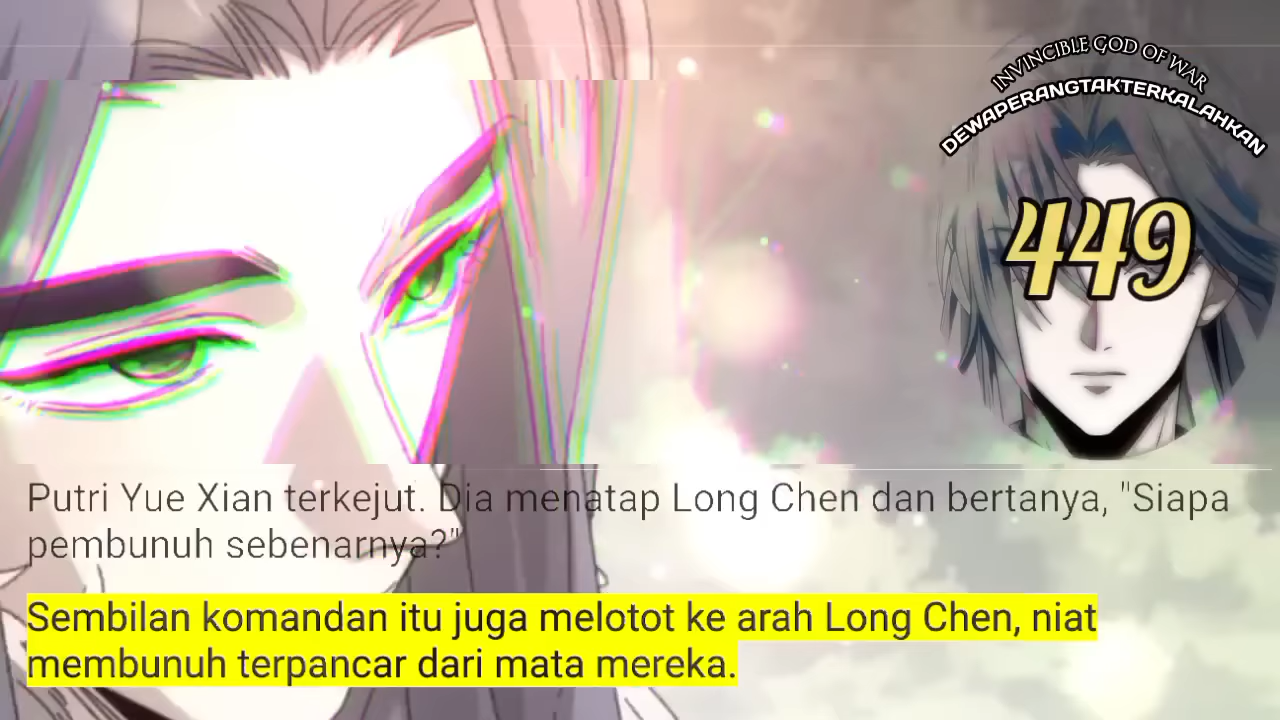 INVINCIBLE GOD OF WAR
DEWAPERANGTAKTERKALAHKAN
449
Putri Yue Xian terkejut. Dia menatap Long Chen dan bertanya, "Siapa
pembunuh sebenarnya?"
Sembilan komandan itu juga melotot ke arah Long Chen, niat
membunuh terpancar dari mata mereka.